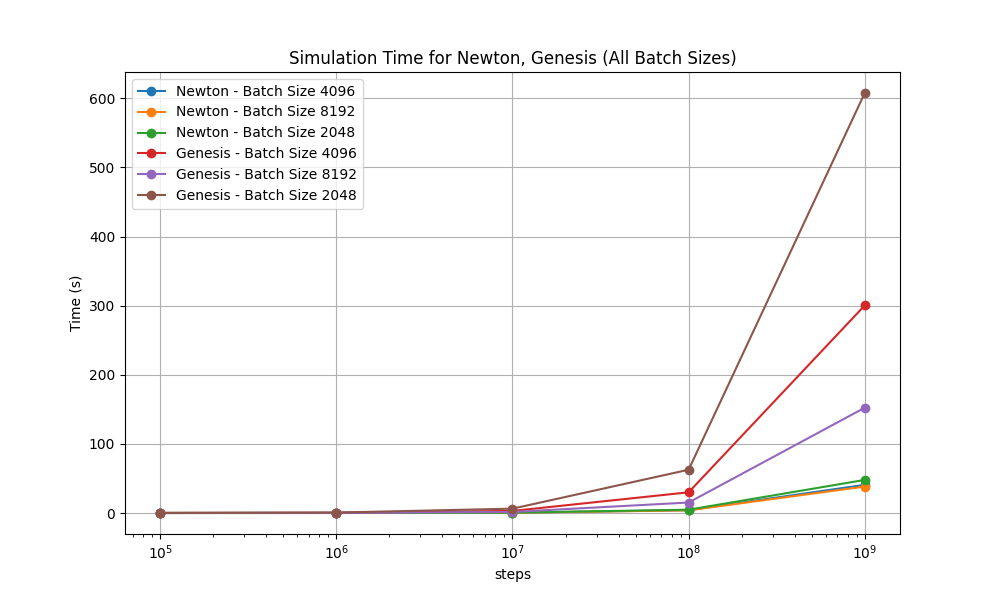 Simulation Time for Newton, Genesis (All Batch Sizes)
Newton - Batch Size 4096
Newton - Batch Size 8192
Newton - Batch Size 2048
Genesis - Batch Size 4096
Genesis - Batch Size 8192
Genesis - Batch Size 2048
Time (s)
600
500
400
300
200
100
0
10⁵ 10⁶ 10⁷ 10⁸ 10⁹
steps